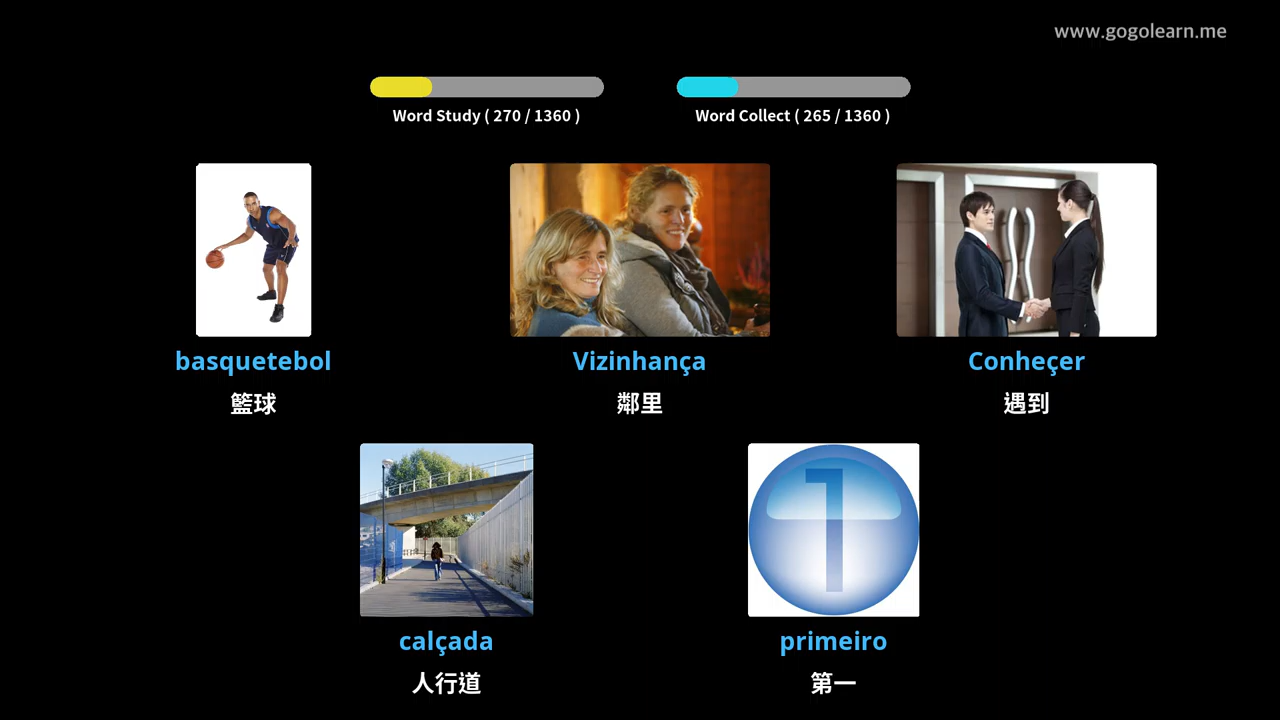 www.gogolearn.me
Word Study ( 270 / 1360 )
Word Collect ( 265 / 1360 )
basquetebol
籃球
Vizinhança
鄰里
Conheçer
遇到
1
calçada
人行道
primeiro
第一